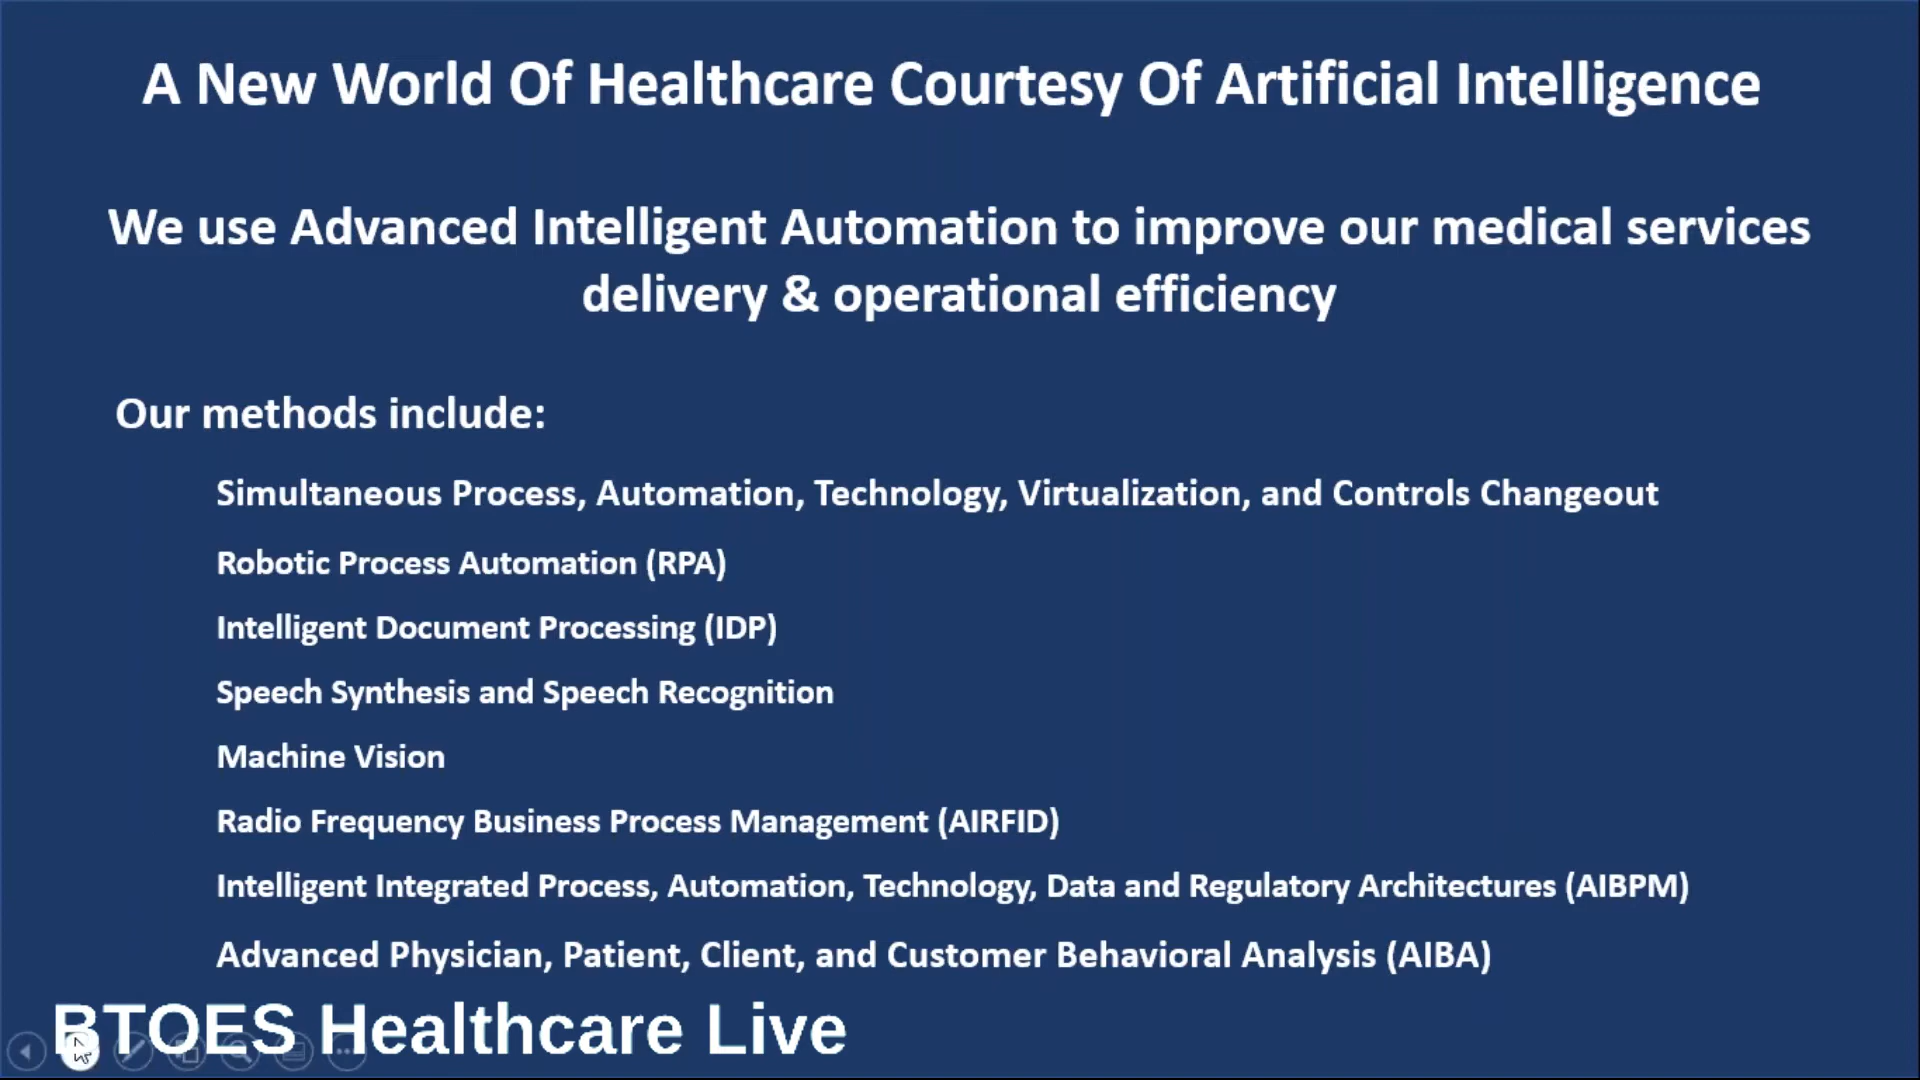 A New World Of Healthcare Courtesy Of Artificial Intelligence
We use Advanced Intelligent Automation to improve our medical services
delivery & operational efficiency
Our methods include:
Simultaneous Process, Automation, Technology, Virtualization, and Controls Changeout
Robotic Process Automation (RPA)
Intelligent Document Processing (IDP)
Speech Synthesis and Speech Recognition
Machine Vision
Radio Frequency Business Process Management (AIRFID)
Intelligent Integrated Process, Automation, Technology, Data and Regulatory Architectures (AIBPM)
Advanced Physician, Patient, Client, and Customer Behavioral Analysis (AIBA)
BTOES Healthcare Live